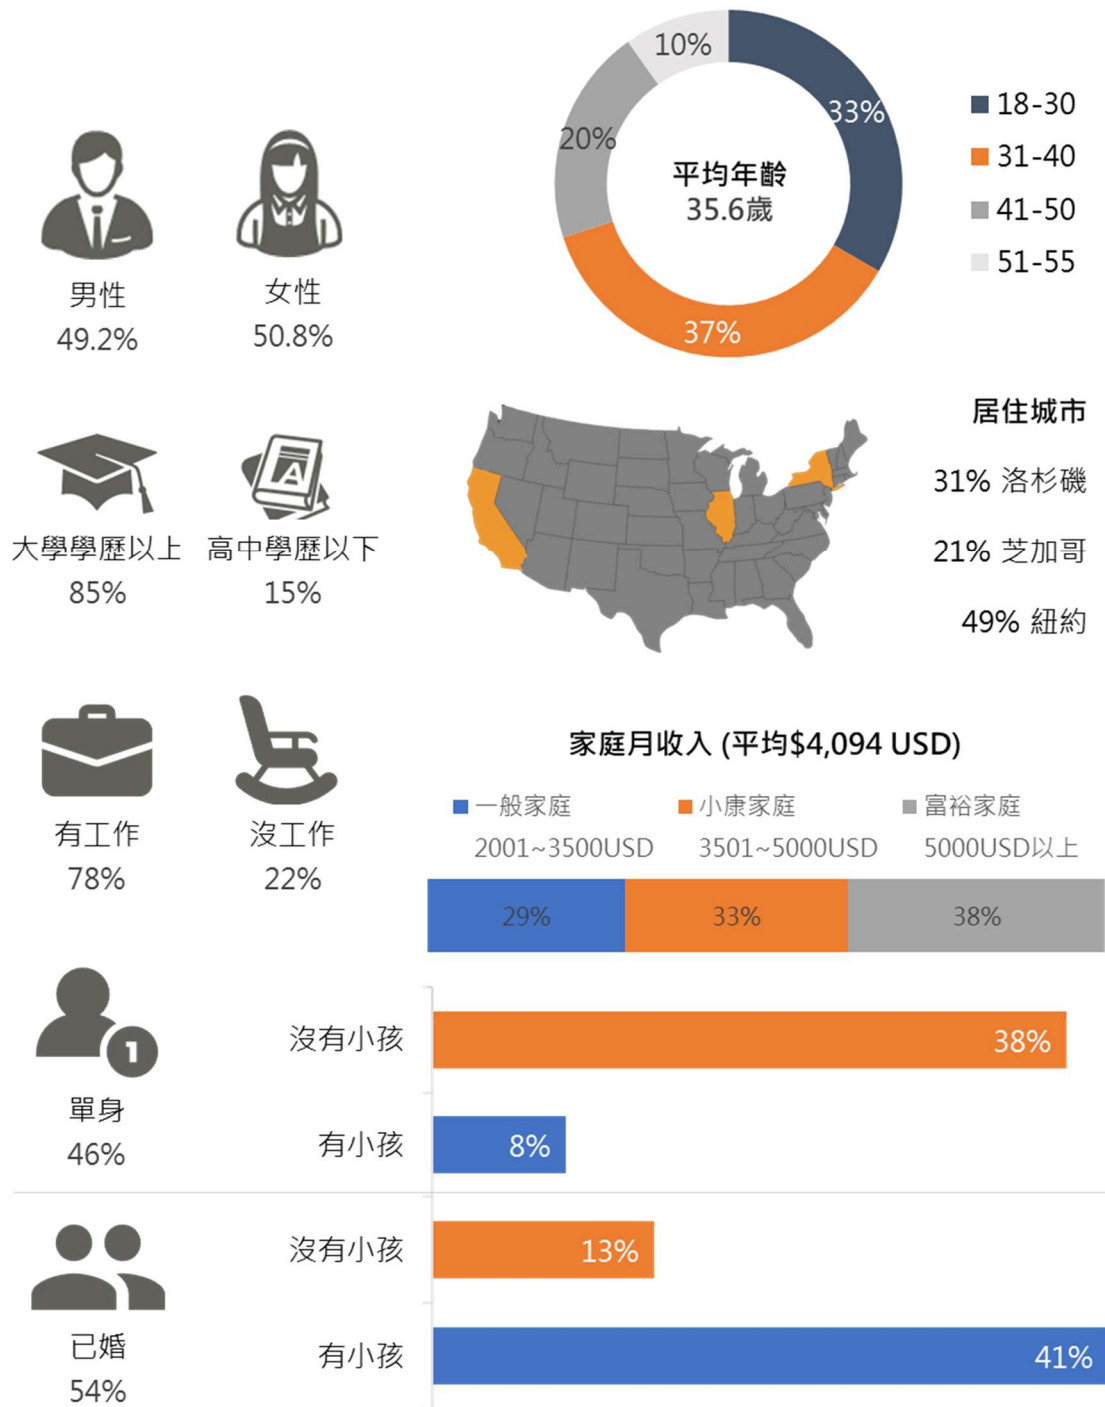 男性
49.2%
女性
50.8%
10%
33%
20%
37%
平均年齡
35.6歲
18-30
31-40
41-50
51-55
大學學歷以上
85%
A
高中學歷以下
15%
居住城市
31% 洛杉磯
21% 芝加哥
49% 紐約
有工作
78%
沒工作
22%
家庭月收入 (平均$4,094 USD)
一般家庭
2001~3500USD
小康家庭
3501~5000USD
富裕家庭
5000USD以上
29%
33%
38%
1
單身
46%
沒有小孩
38%
有小孩
8%
已婚
54%
沒有小孩
13%
有小孩
41%